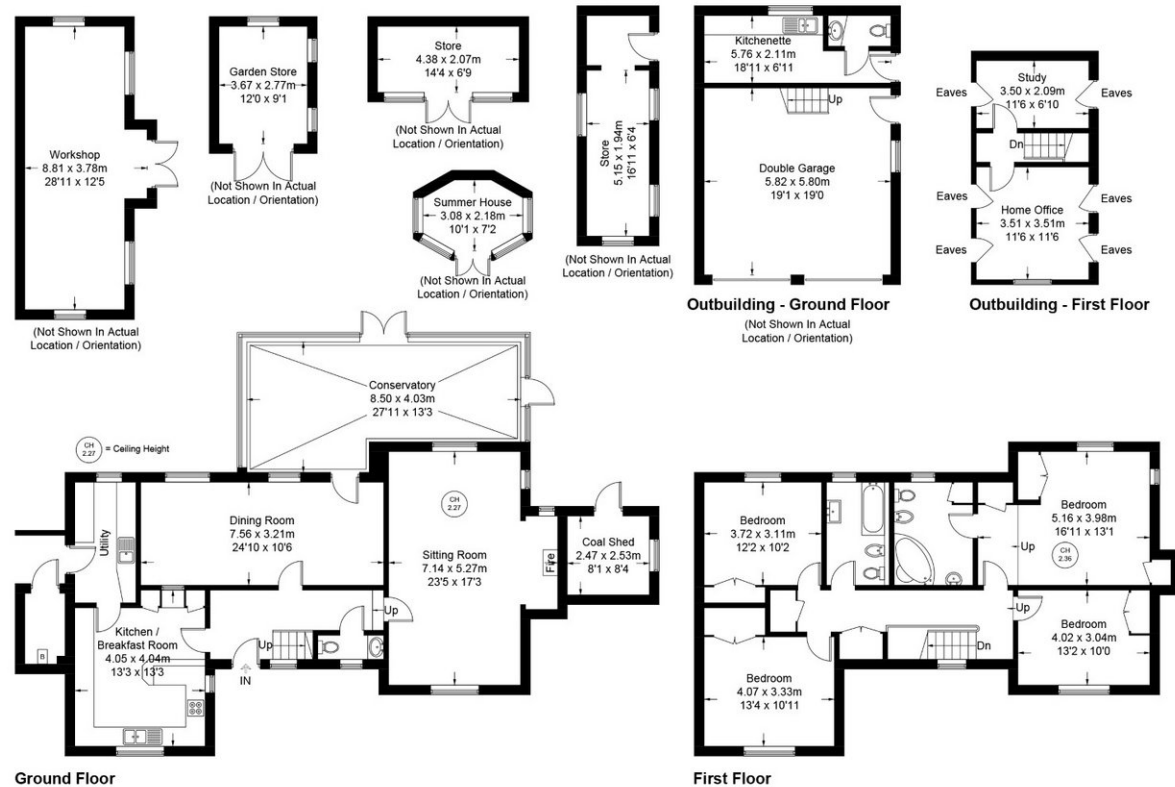 Workshop
8.81 x 3.78m
28'11 x 12'5
(Not Shown In Actual
Location / Orientation)
Garden Store
3.67 x 2.77m
12'0 x 9'1
(Not Shown In Actual
Location / Orientation)
Store
4.38 x 2.07m
14'4 x 6'9
(Not Shown In Actual
Location / Orientation)
Summer House
3.08 x 2.18m
10'1 x 7'2
(Not Shown In Actual
Location / Orientation)
Store
5.15 x 1.94m
16'11 x 6'4
(Not Shown In Actual
Location / Orientation)
Kitchenette
5.76 x 2.11m
18'11 x 6'11
Up
Double Garage
5.82 x 5.80m
19'1 x 19'0
Outbuilding - Ground Floor
(Not Shown In Actual
Location / Orientation)
Study
3.50 x 2.09m
11'6 x 6'10
Eaves
Eaves
Dn
Home Office
3.51 x 3.51m
11'6 x 11'6
Eaves
Eaves
Eaves
Eaves
Outbuilding - First Floor
CH
2.27
= Ceiling Height
Conservatory
8.50 x 4.03m
27'11 x 13'3
Utility
Dining Room
7.56 x 3.21m
24'10 x 10'6
CH
2.27
Sitting Room
7.14 x 5.27m
23'5 x 17'3
Fire
Coal Shed
2.47 x 2.53m
8'1 x 8'4
Kitchen /
Breakfast Room
4.05 x 4.04m
13'3 x 13'3
B
Up
Up
IN
Ground Floor
Bedroom
3.72 x 3.11m
12'2 x 10'2
Bedroom
5.16 x 3.98m
16'11 x 13'1
CH
2.36
Up
Up
Dn
Bedroom
4.02 x 3.04m
13'2 x 10'0
Bedroom
4.07 x 3.33m
13'4 x 10'11
First Floor